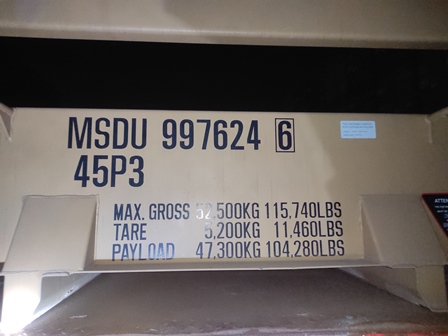 MSDU 997624 6
45P3
MAX. GROSS 52,500KG 115,740LBS
TARE 5,200KG 11,460LBS
PAYLOAD 47,300KG 104,280LBS